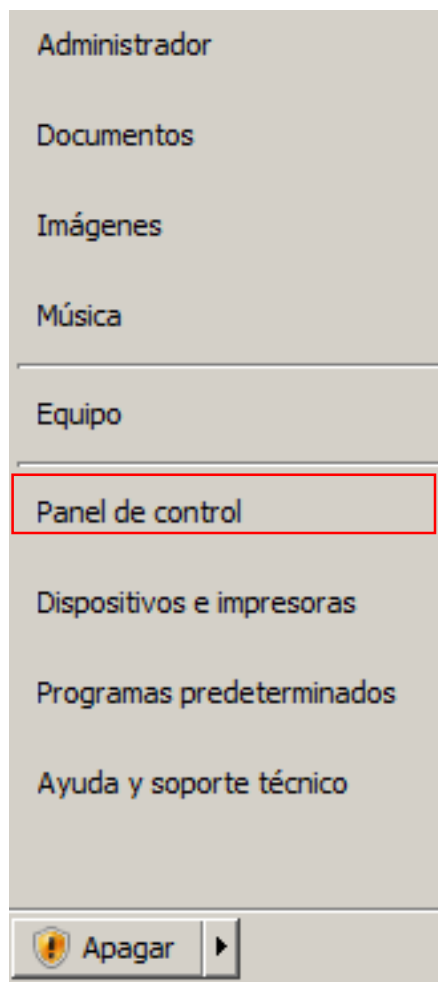 Administrador
Documentos
Imágenes
Música
Equipo
Panel de control
Dispositivos e impresoras
Programas predeterminados
Ayuda y soporte técnico
Apagar